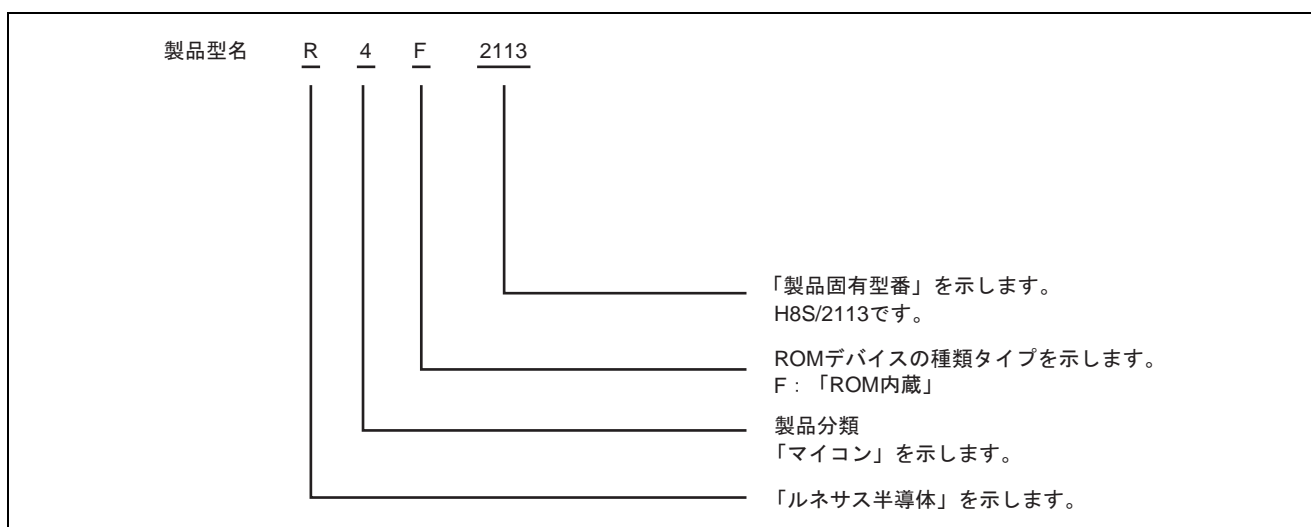 製品型名 R 4 F 2113
「製品固有型番」を示します。
H8S/2113です。
ROMデバイスの種類タイプを示します。
F：「ROM内蔵」
製品分類
「マイコン」を示します。
「ルネサス半導体」を示します。